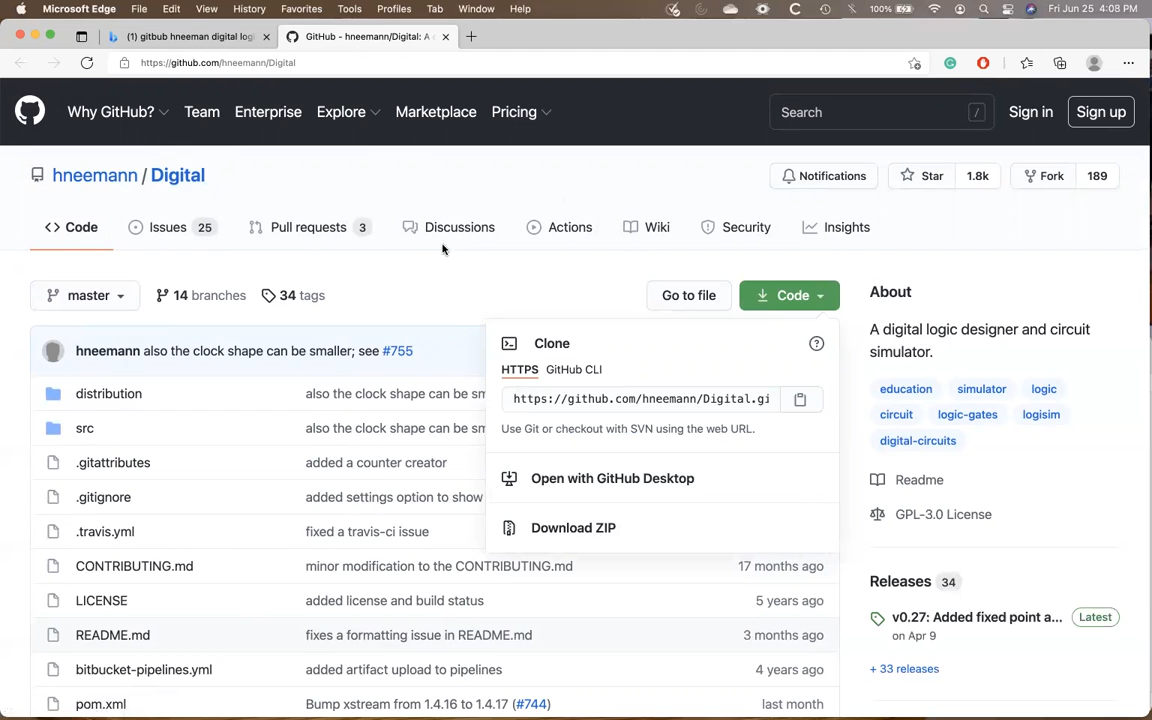 Microsoft Edge File Edit View History Favorites Tools Profiles Tab Window Help 100% Fri Jun 25 4:08 PM
(1) gitbub hneeman digital logi
GitHub - hneemann/Digital: A
https://github.com/hneemann/Digital
Why GitHub? Team Enterprise Explore Marketplace Pricing Search / Sign in Sign up
hneemann / Digital
Notifications Star 1.8k Fork 189
Code Issues 25 Pull requests 3 Discussions Actions Wiki Security Insights
master 14 branches 34 tags Go to file Code
About
A digital logic designer and circuit
simulator.
education simulator logic
circuit logic-gates logisim
digital-circuits
Readme
GPL-3.0 License
Releases 34
v0.27: Added fixed point a... Latest
on Apr 9
+ 33 releases
Clone
HTTPS GitHub CLI
https://github.com/hneemann/Digital.gi
Use Git or checkout with SVN using the web URL.
Open with GitHub Desktop
Download ZIP
hneemann also the clock shape can be smaller; see #755
distribution also the clock shape can be sm
src also the clock shape can be sm
.gitattributes added a counter creator
.gitignore added settings option to show
.travis.yml fixed a travis-ci issue
CONTRIBUTING.md minor modification to the CONTRIBUTING.md 17 months ago
LICENSE added license and build status 5 years ago
README.md fixes a formatting issue in README.md 3 months ago
bitbucket-pipelines.yml added artifact upload to pipelines 4 years ago
pom.xml Bump xstream from 1.4.16 to 1.4.17 (#744) last month